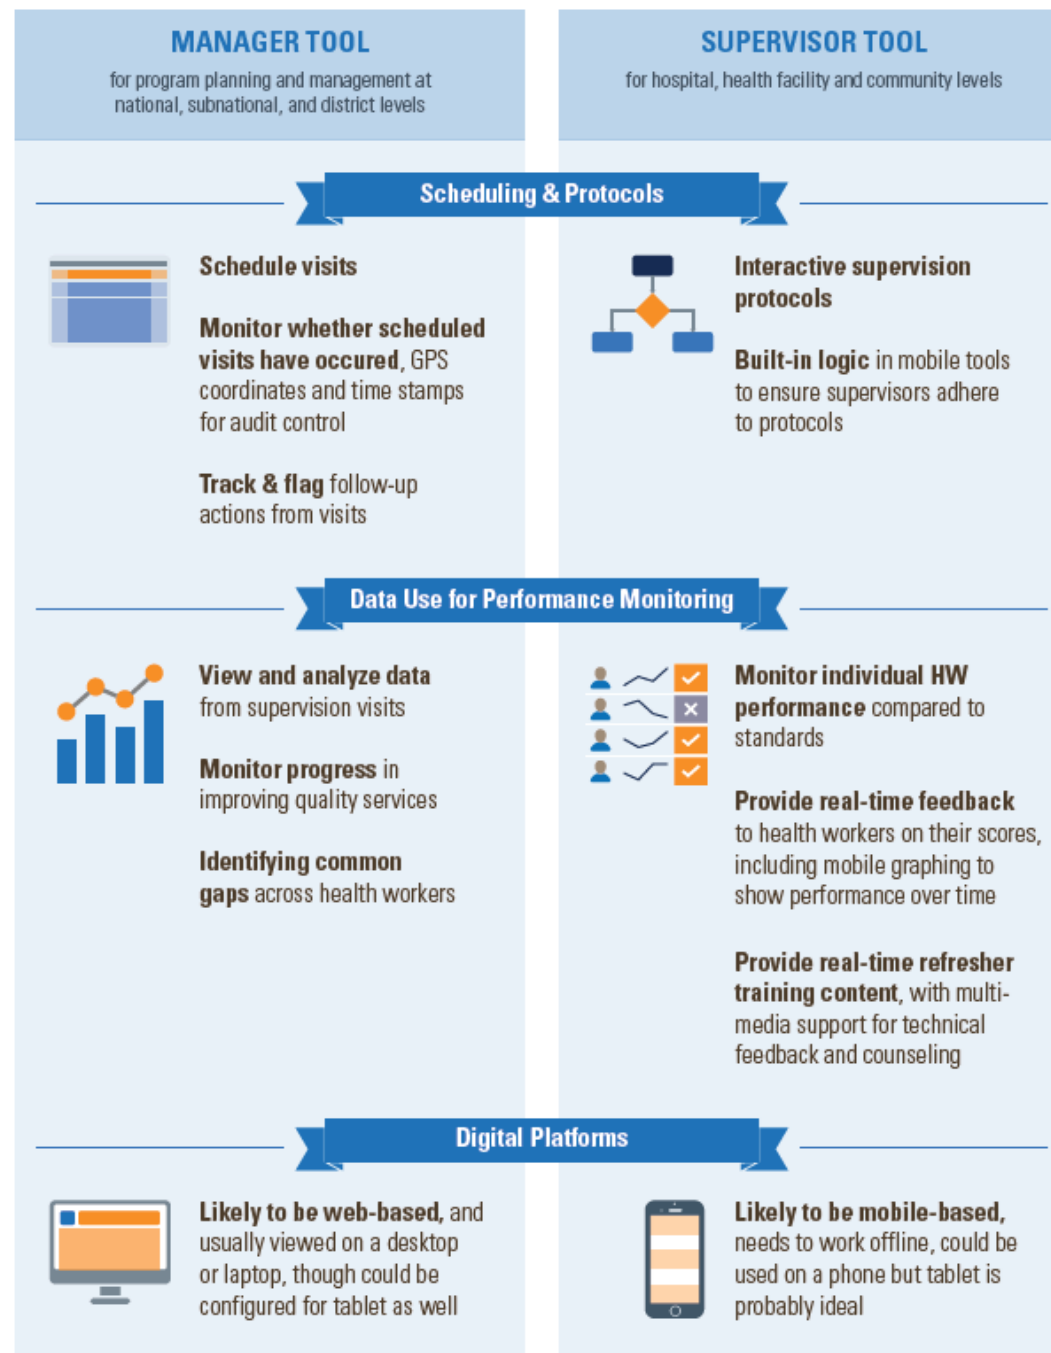 MANAGER TOOL
for program planning and management at
national, subnational, and district levels
SUPERVISOR TOOL
for hospital, health facility and community levels
Scheduling & Protocols
Schedule visits
Monitor whether scheduled
visits have occured, GPS
coordinates and time stamps
for audit control
Track & flag follow-up
actions from visits
Interactive supervision
protocols
Built-in logic in mobile tools
to ensure supervisors adhere
to protocols
Data Use for Performance Monitoring
View and analyze data
from supervision visits
Monitor progress in
improving quality services
Identifying common
gaps across health workers
Monitor individual HW
performance compared to
standards
Provide real-time feedback
to health workers on their scores,
including mobile graphing to
show performance over time
Provide real-time refresher
training content, with multi-
media support for technical
feedback and counseling
Digital Platforms
Likely to be web-based, and
usually viewed on a desktop
or laptop, though could be
configured for tablet as well
Likely to be mobile-based,
needs to work offline, could be
used on a phone but tablet is
probably ideal